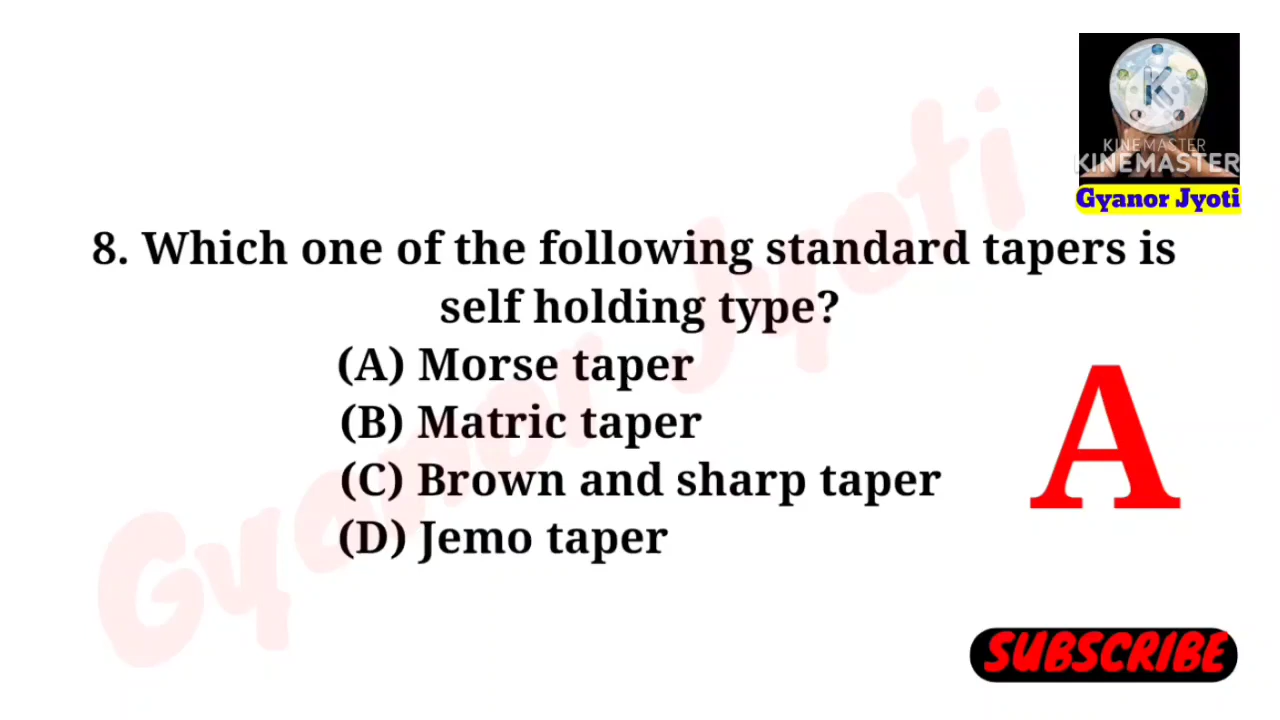 KINEMASTER
KINEMASTER
Gyanor Jyoti
8. Which one of the following standard tapers is
self holding type?
(A) Morse taper
(B) Matric taper
(C) Brown and sharp taper
(D) Jemo taper
A
Gyanor Jyoti
SUBSCRIBE